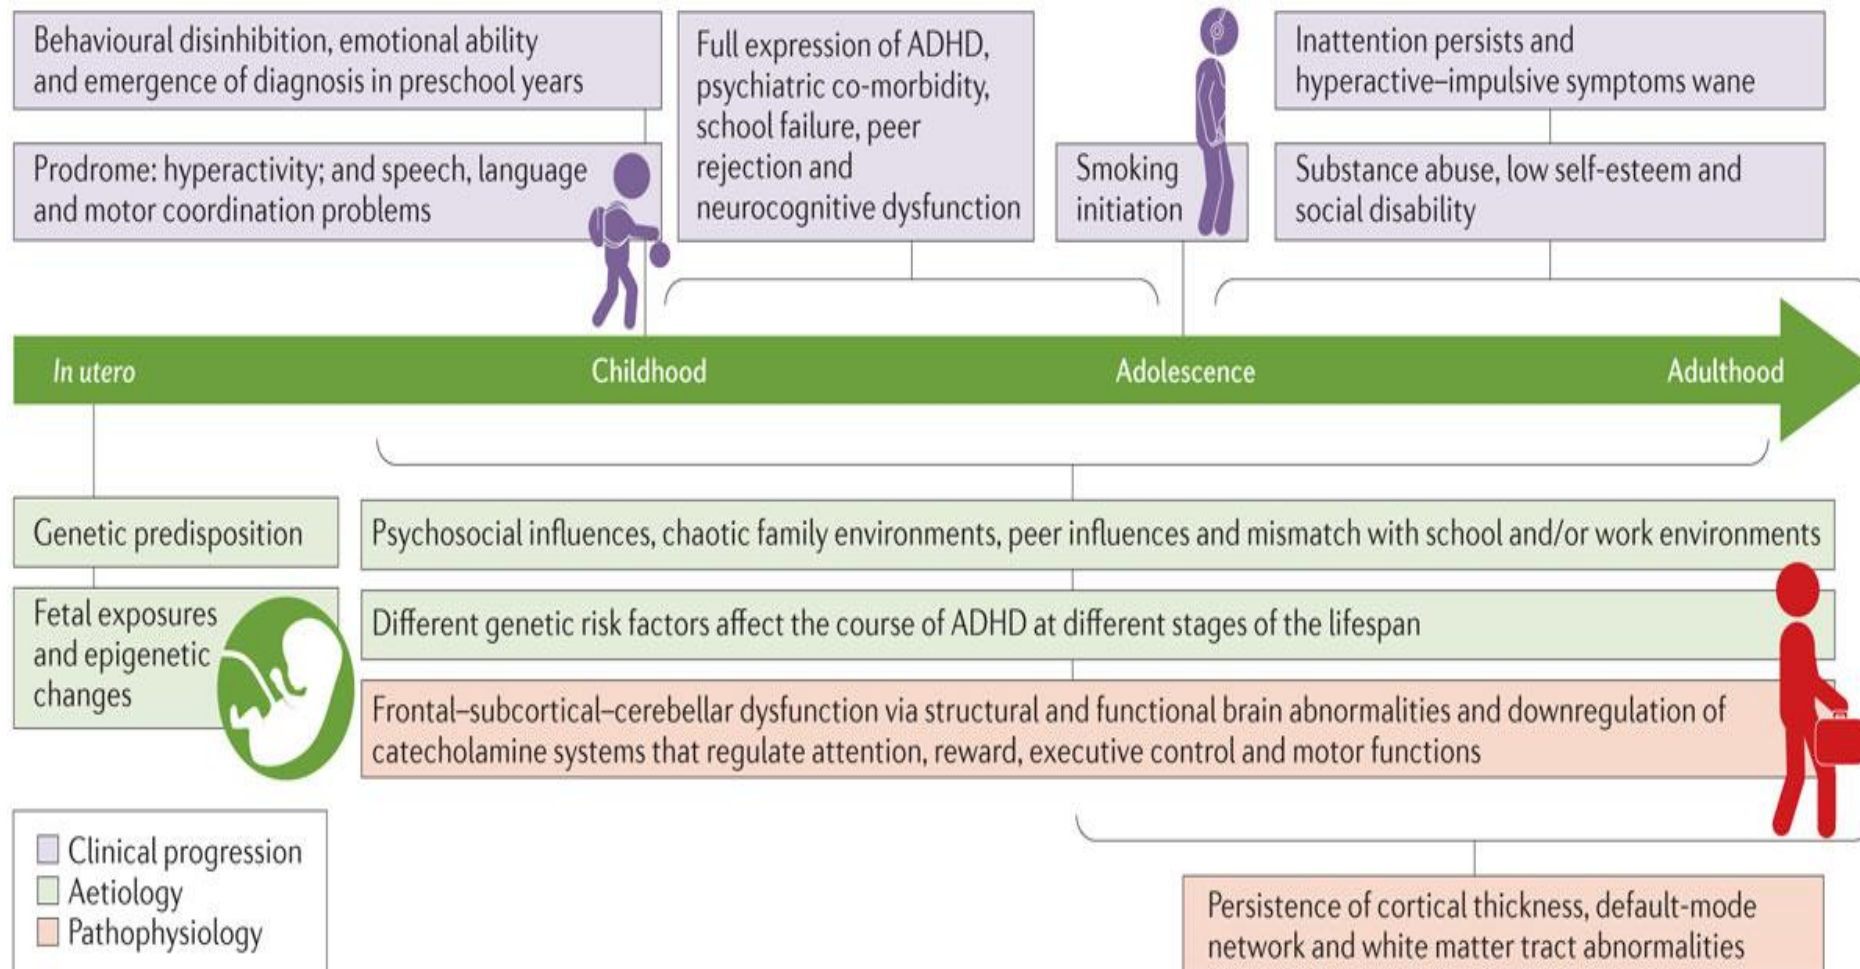 Behavioural disinhibition, emotional ability
and emergence of diagnosis in preschool years
Prodrome: hyperactivity; and speech, language
and motor coordination problems
Full expression of ADHD,
psychiatric co-morbidity,
school failure, peer
rejection and
neurocognitive dysfunction
Smoking
initiation
Inattention persists and
hyperactive–impulsive symptoms wane
Substance abuse, low self-esteem and
social disability
In utero
Childhood
Adolescence
Adulthood
Genetic predisposition
Fetal exposures
and epigenetic
changes
Psychosocial influences, chaotic family environments, peer influences and mismatch with school and/or work environments
Different genetic risk factors affect the course of ADHD at different stages of the lifespan
Frontal–subcortical–cerebellar dysfunction via structural and functional brain abnormalities and downregulation of
catecholamine systems that regulate attention, reward, executive control and motor functions
Clinical progression
Aetiology
Pathophysiology
Persistence of cortical thickness, default-mode
network and white matter tract abnormalities